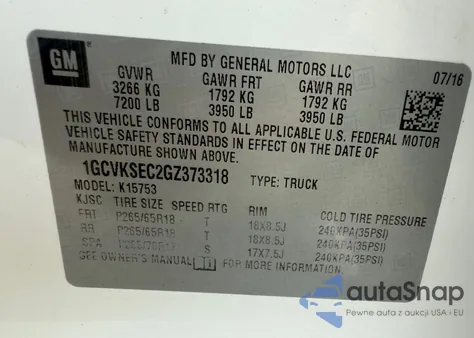 GM
MFD BY GENERAL MOTORS LLC
07/16
GVWR GAWR FRT GAWR RR
3266 KG 1792 KG 1792 KG
7200 LB 3950 LB 3950 LB
THIS VEHICLE CONFORMS TO ALL APPLICABLE U.S. FEDERAL MOTOR
VEHICLE SAFETY STANDARDS IN EFFECT ON THE DATE OF
MANUFACTURE SHOWN ABOVE.
1GCVKSEC2GZ373318 TYPE: TRUCK
MODEL: K15753
KJSC TIRE SIZE SPEED RTG RIM COLD TIRE PRESSURE
FRT P265/65R18 T 18X8.5J 240KPA(35PSI)
RR P265/65R18 T 18X8.5J 240KPA(35PSI)
SPA P265/70R17 S 17X7.5J 240KPA(35PSI)
SEE OWNER'S MANUAL FOR MORE INFORMATION.
autoSnap
Pewne auta z aukcji USA i EU